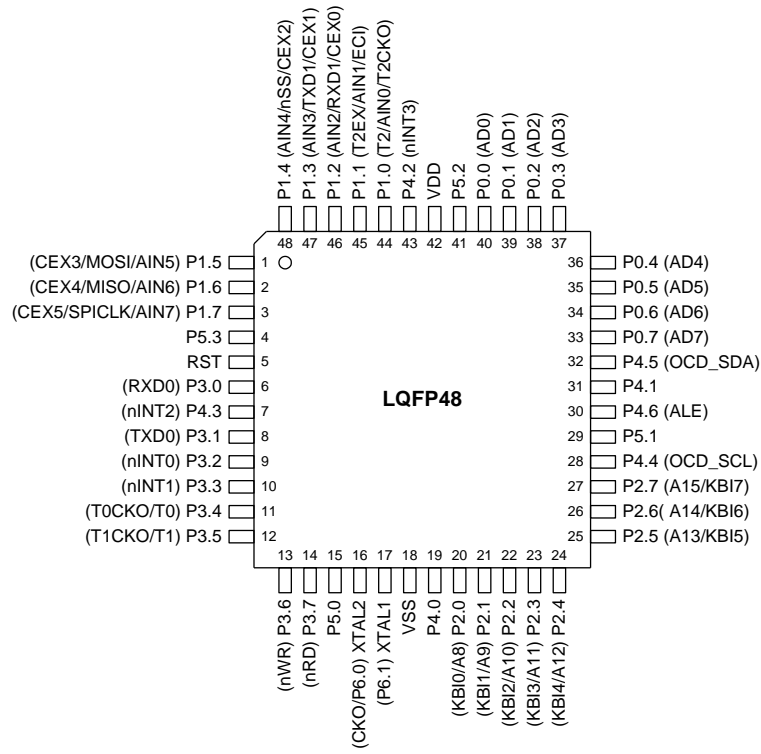 P1.4 (AIN4/nSS/CEX2)
P1.3 (AIN3/TXD1/CEX1)
P1.2 (AIN2/RXD1/CEX0)
P1.1 (T2EX/AIN1/ECI)
P1.0 (T2/AIN0/T2CKO)
P4.2 (nINT3)
VDD
P5.2
P0.0 (AD0)
P0.1 (AD1)
P0.2 (AD2)
P0.3 (AD3)
48 47 46 45 44 43 42 41 40 39 38 37
(CEX3/MOSI/AIN5) P1.5 1
(CEX4/MISO/AIN6) P1.6 2
(CEX5/SPICLK/AIN7) P1.7 3
P5.3 4
RST 5
(RXD0) P3.0 6
(nINT2) P4.3 7
(TXD0) P3.1 8
(nINT0) P3.2 9
(nINT1) P3.3 10
(T0CKO/T0) P3.4 11
(T1CKO/T1) P3.5 12
LQFP48
36 P0.4 (AD4)
35 P0.5 (AD5)
34 P0.6 (AD6)
33 P0.7 (AD7)
32 P4.5 (OCD_SDA)
31 P4.1
30 P4.6 (ALE)
29 P5.1
28 P4.4 (OCD_SCL)
27 P2.7 (A15/KBI7)
26 P2.6( A14/KBI6)
25 P2.5 (A13/KBI5)
13 14 15 16 17 18 19 20 21 22 23 24
(nWR) P3.6
(nRD) P3.7
P5.0
(CKO/P6.0) XTAL2
(P6.1) XTAL1
VSS
P4.0
(KBI0/A8) P2.0
(KBI1/A9) P2.1
(KBI2/A10) P2.2
(KBI3/A11) P2.3
(KBI4/A12) P2.4